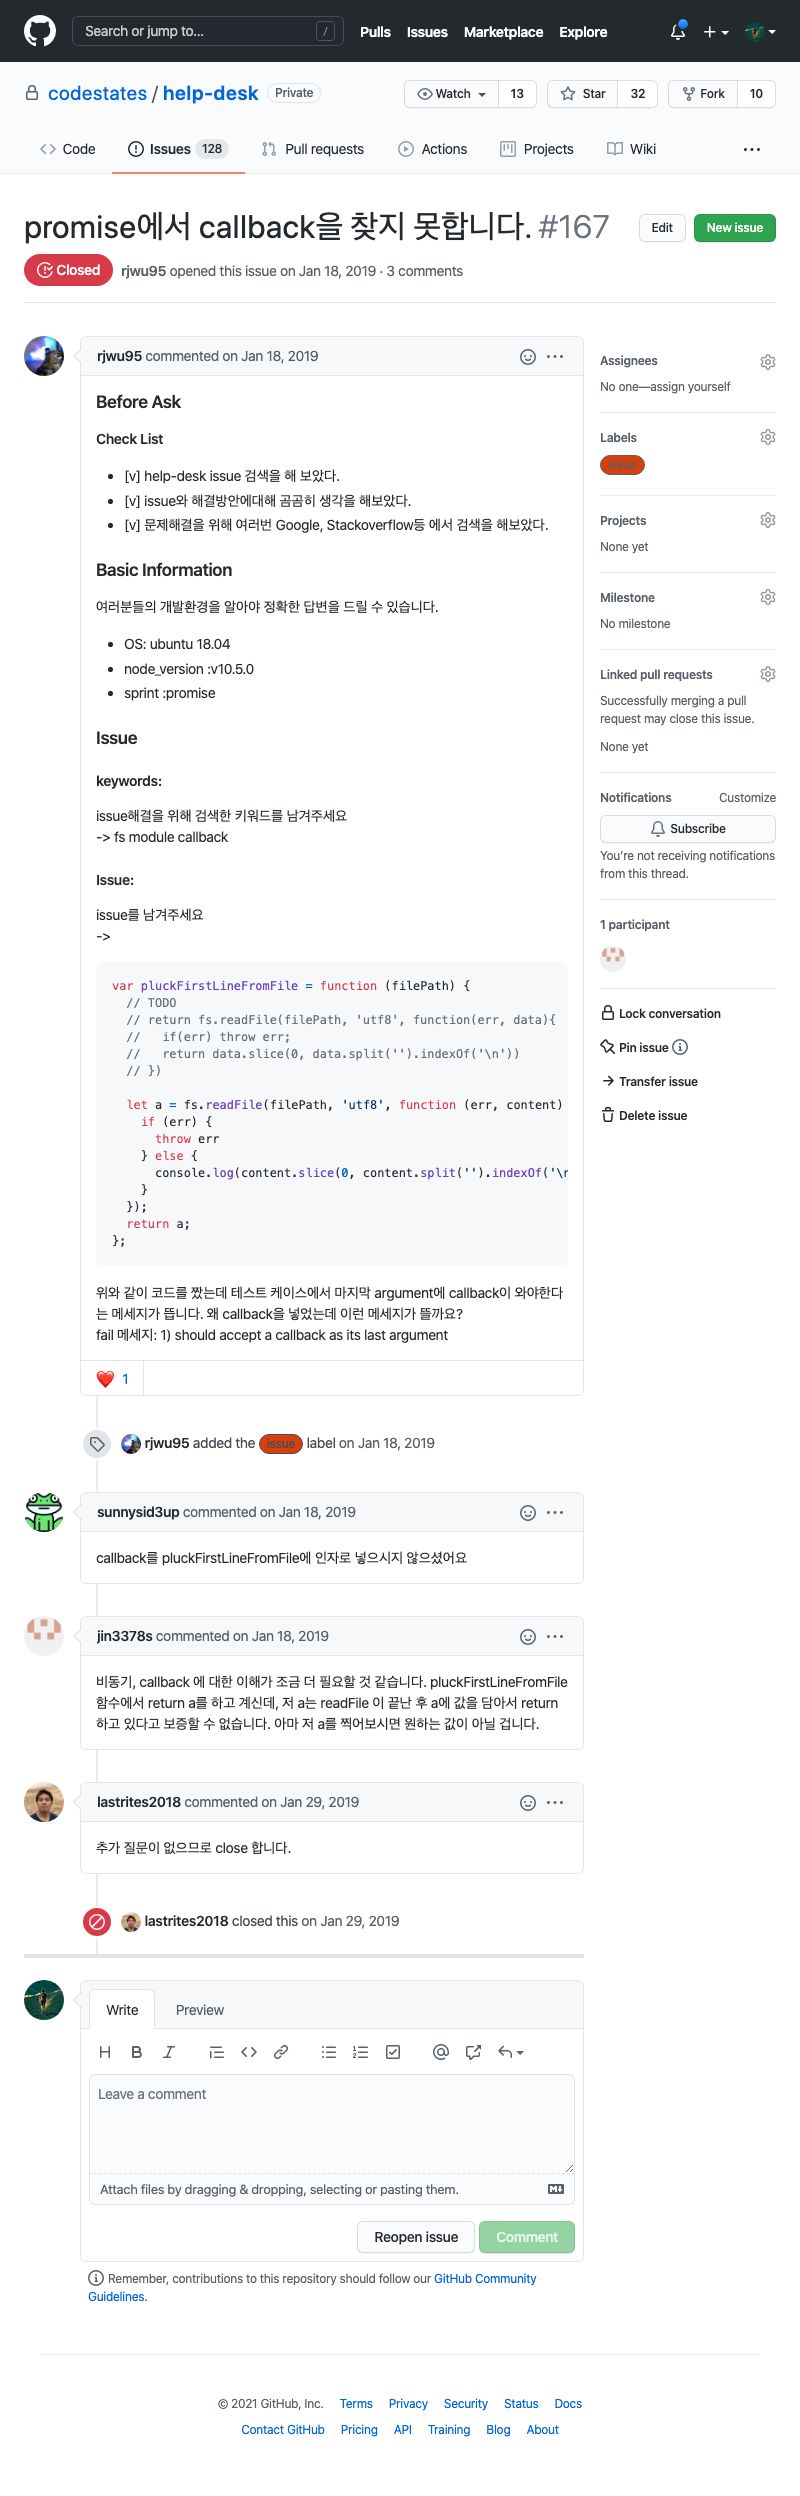 Search or jump to... /
Pulls Issues Marketplace Explore
codestates / help-desk Private
Watch 13 Star 32 Fork 10
Code Issues 128 Pull requests Actions Projects Wiki ...
promise에서 callback을 찾지 못합니다. #167
Edit New issue
Closed rjwu95 opened this issue on Jan 18, 2019 · 3 comments
rjwu95 commented on Jan 18, 2019
Before Ask
Check List
[v] help-desk issue 검색을 해 보았다.
[v] issue와 해결방안에대해 곰곰히 생각을 해보았다.
[v] 문제해결을 위해 여러번 Google, Stackoverflow등 에서 검색을 해보았다.
Basic Information
여러분들의 개발환경을 알아야 정확한 답변을 드릴 수 있습니다.
OS: ubuntu 18.04
node_version :v10.5.0
sprint :promise
Issue
keywords:
issue해결을 위해 검색한 키워드를 남겨주세요
-> fs module callback
Issue:
issue를 남겨주세요
->
var pluckFirstLineFromFile = function (filePath) {
// TODO
// return fs.readFile(filePath, 'utf8', function(err, data){
//   if(err) throw err;
//   return data.slice(0, data.split('').indexOf('\n'))
// })
let a = fs.readFile(filePath, 'utf8', function (err, content)
if (err) {
throw err
} else {
console.log(content.slice(0, content.split('').indexOf('\n
}
});
return a;
};
위와 같이 코드를 짰는데 테스트 케이스에서 마지막 argument에 callback이 와야한다
는 메세지가 뜹니다. 왜 callback을 넣었는데 이런 메세지가 뜰까요?
fail 메세지: 1) should accept a callback as its last argument
❤️ 1
rjwu95 added the issue label on Jan 18, 2019
sunnysid3up commented on Jan 18, 2019
callback를 pluckFirstLineFromFile에 인자로 넣으시지 않으셨어요
jin3378s commented on Jan 18, 2019
비동기, callback 에 대한 이해가 조금 더 필요할 것 같습니다. pluckFirstLineFromFile
함수에서 return a를 하고 계신데, 저 a는 readFile 이 끝난 후 a에 값을 담아서 return
하고 있다고 보증할 수 없습니다. 아마 저 a를 찍어보시면 원하는 값이 아닐 겁니다.
lastrites2018 commented on Jan 29, 2019
추가 질문이 없으므로 close 합니다.
lastrites2018 closed this on Jan 29, 2019
Write Preview
Leave a comment
Attach files by dragging & dropping, selecting or pasting them.
Reopen issue Comment
Remember, contributions to this repository should follow our GitHub Community
Guidelines.
Assignees
No one—assign yourself
Labels
issue
Projects
None yet
Milestone
No milestone
Linked pull requests
Successfully merging a pull
request may close this issue.
None yet
Notifications Customize
Subscribe
You're not receiving notifications
from this thread.
1 participant
Lock conversation
Pin issue
Transfer issue
Delete issue
© 2021 GitHub, Inc. Terms Privacy Security Status Docs
Contact GitHub Pricing API Training Blog About